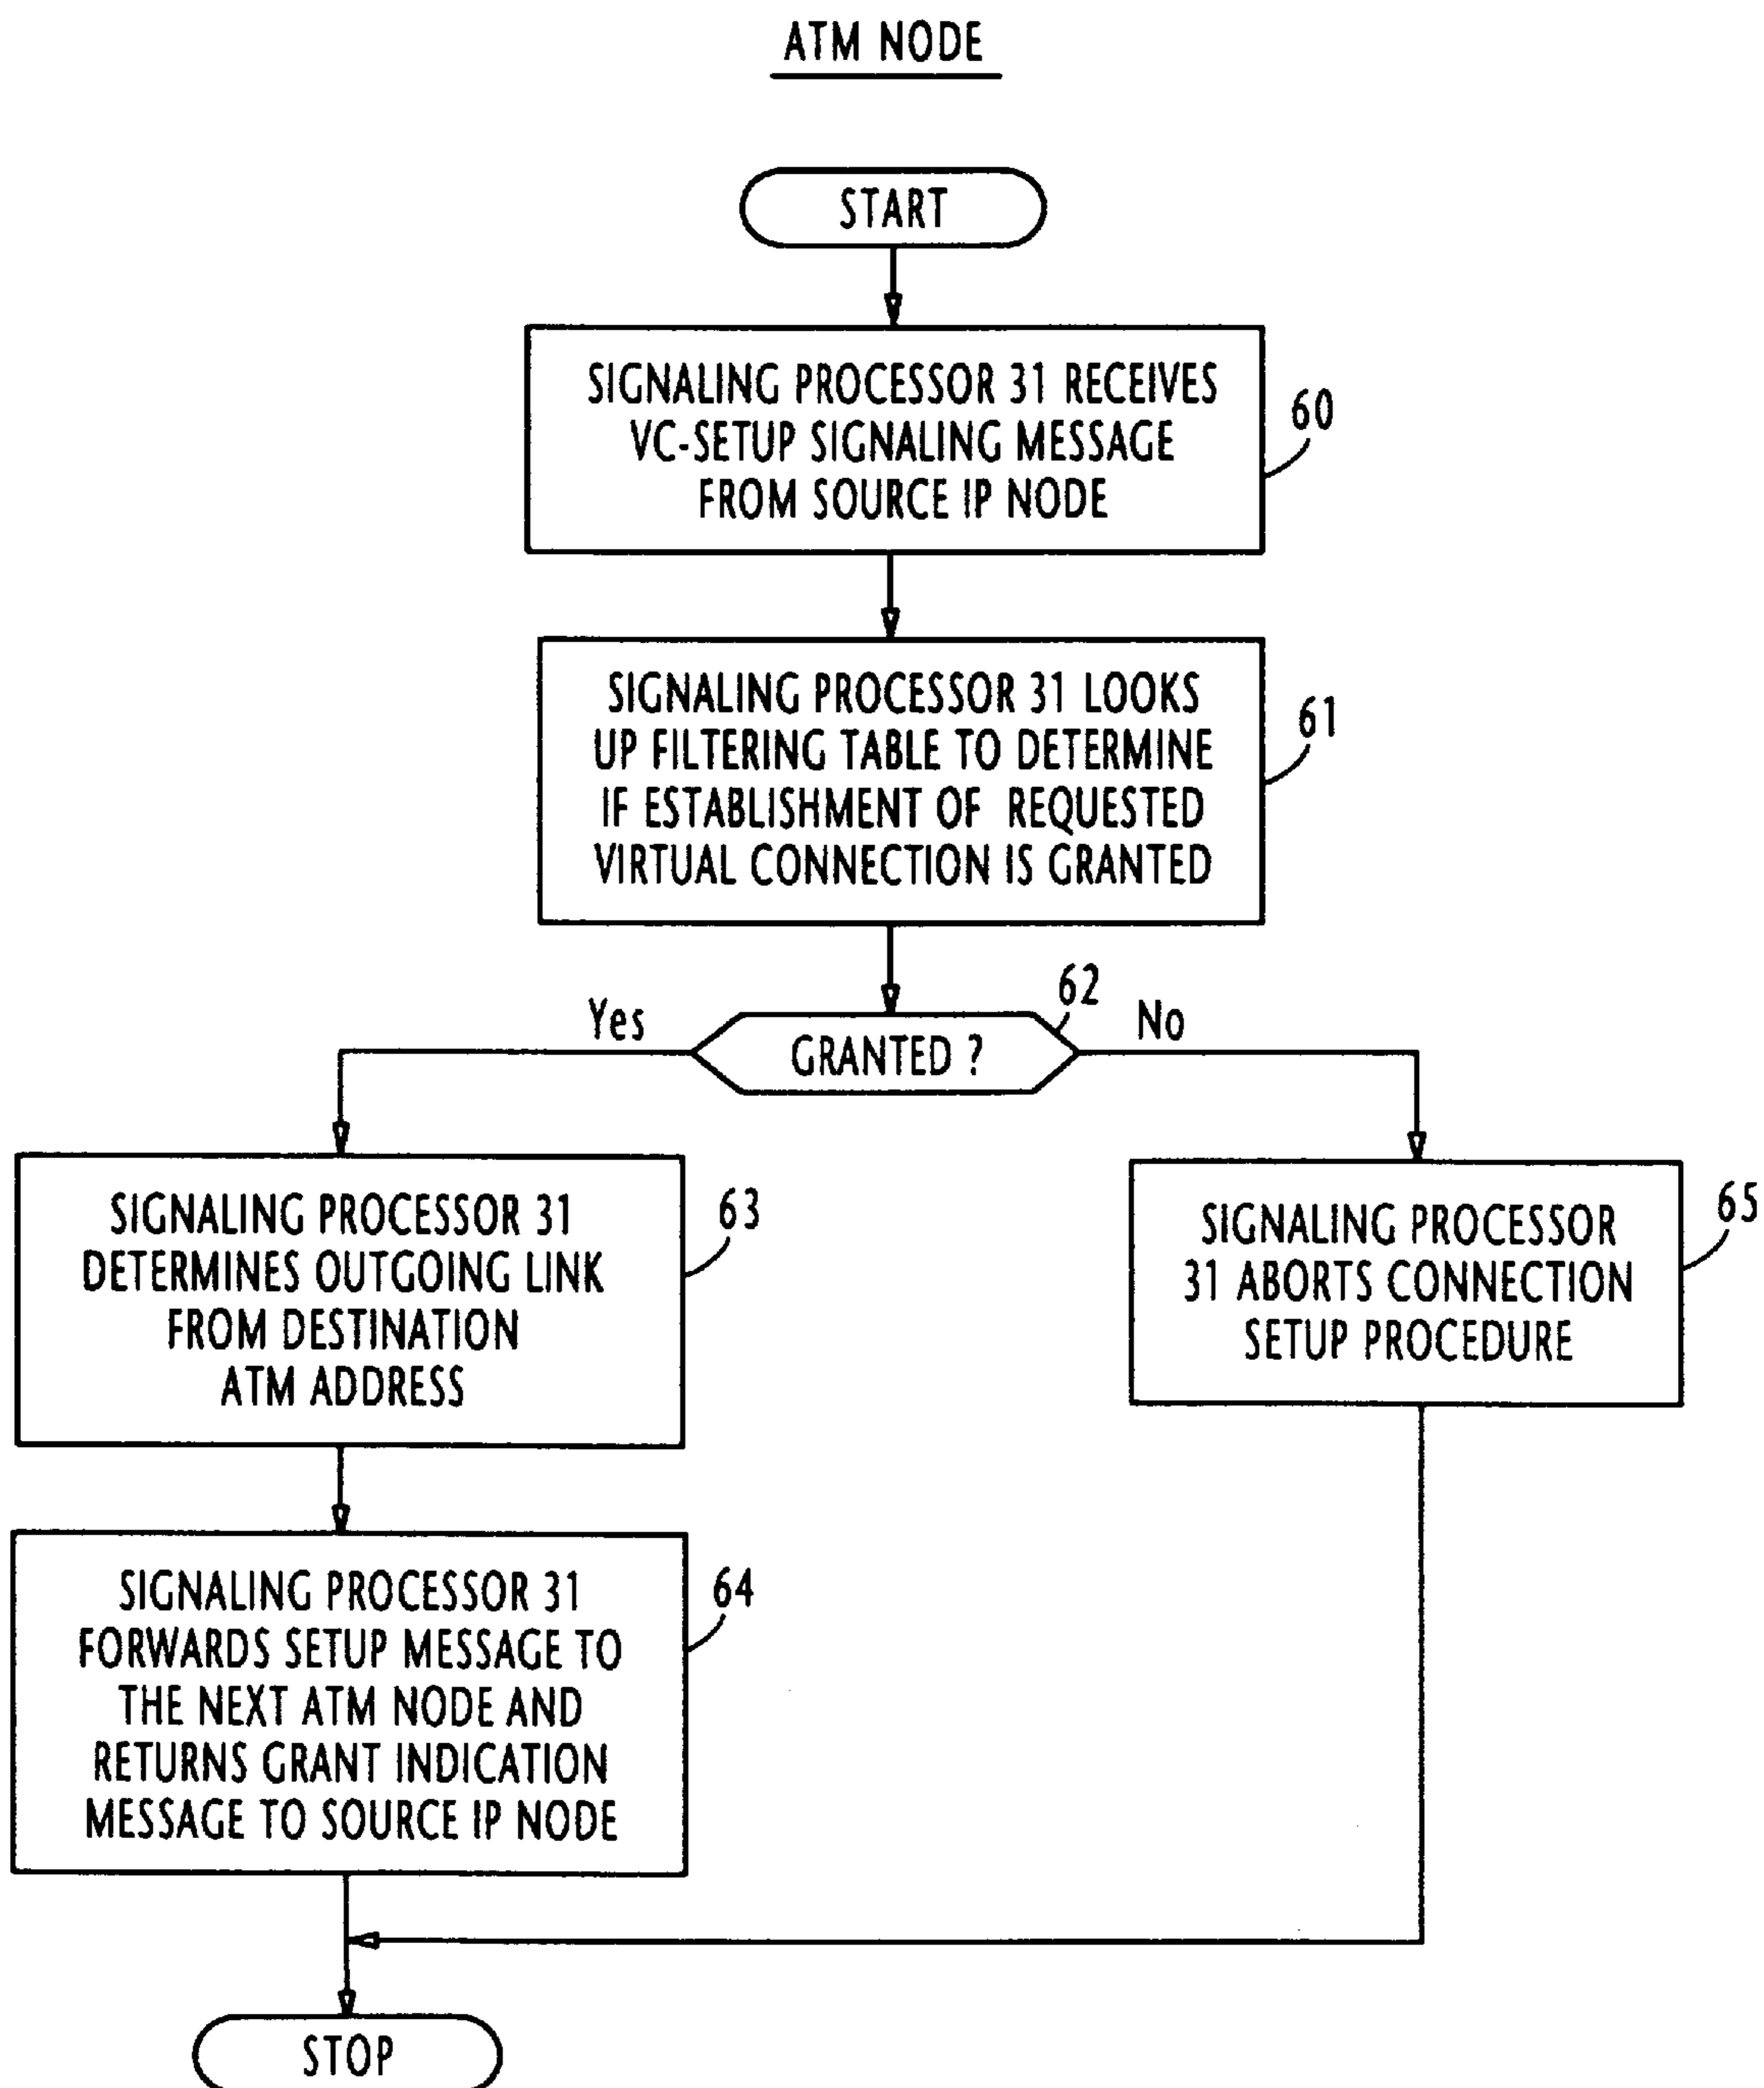 ATM NODE
START
SIGNALING PROCESSOR 31 RECEIVES
VC-SETUP SIGNALING MESSAGE
FROM SOURCE IP NODE
60
SIGNALING PROCESSOR 31 LOOKS
UP FILTERING TABLE TO DETERMINE
IF ESTABLISHMENT OF REQUESTED
VIRTUAL CONNECTION IS GRANTED
61
62
Yes
GRANTED ?
No
SIGNALING PROCESSOR 31
DETERMINES OUTGOING LINK
FROM DESTINATION
ATM ADDRESS
63
SIGNALING PROCESSOR
31 ABORTS CONNECTION
SETUP PROCEDURE
65
SIGNALING PROCESSOR 31
FORWARDS SETUP MESSAGE TO
THE NEXT ATM NODE AND
RETURNS GRANT INDICATION
MESSAGE TO SOURCE IP NODE
64
STOP